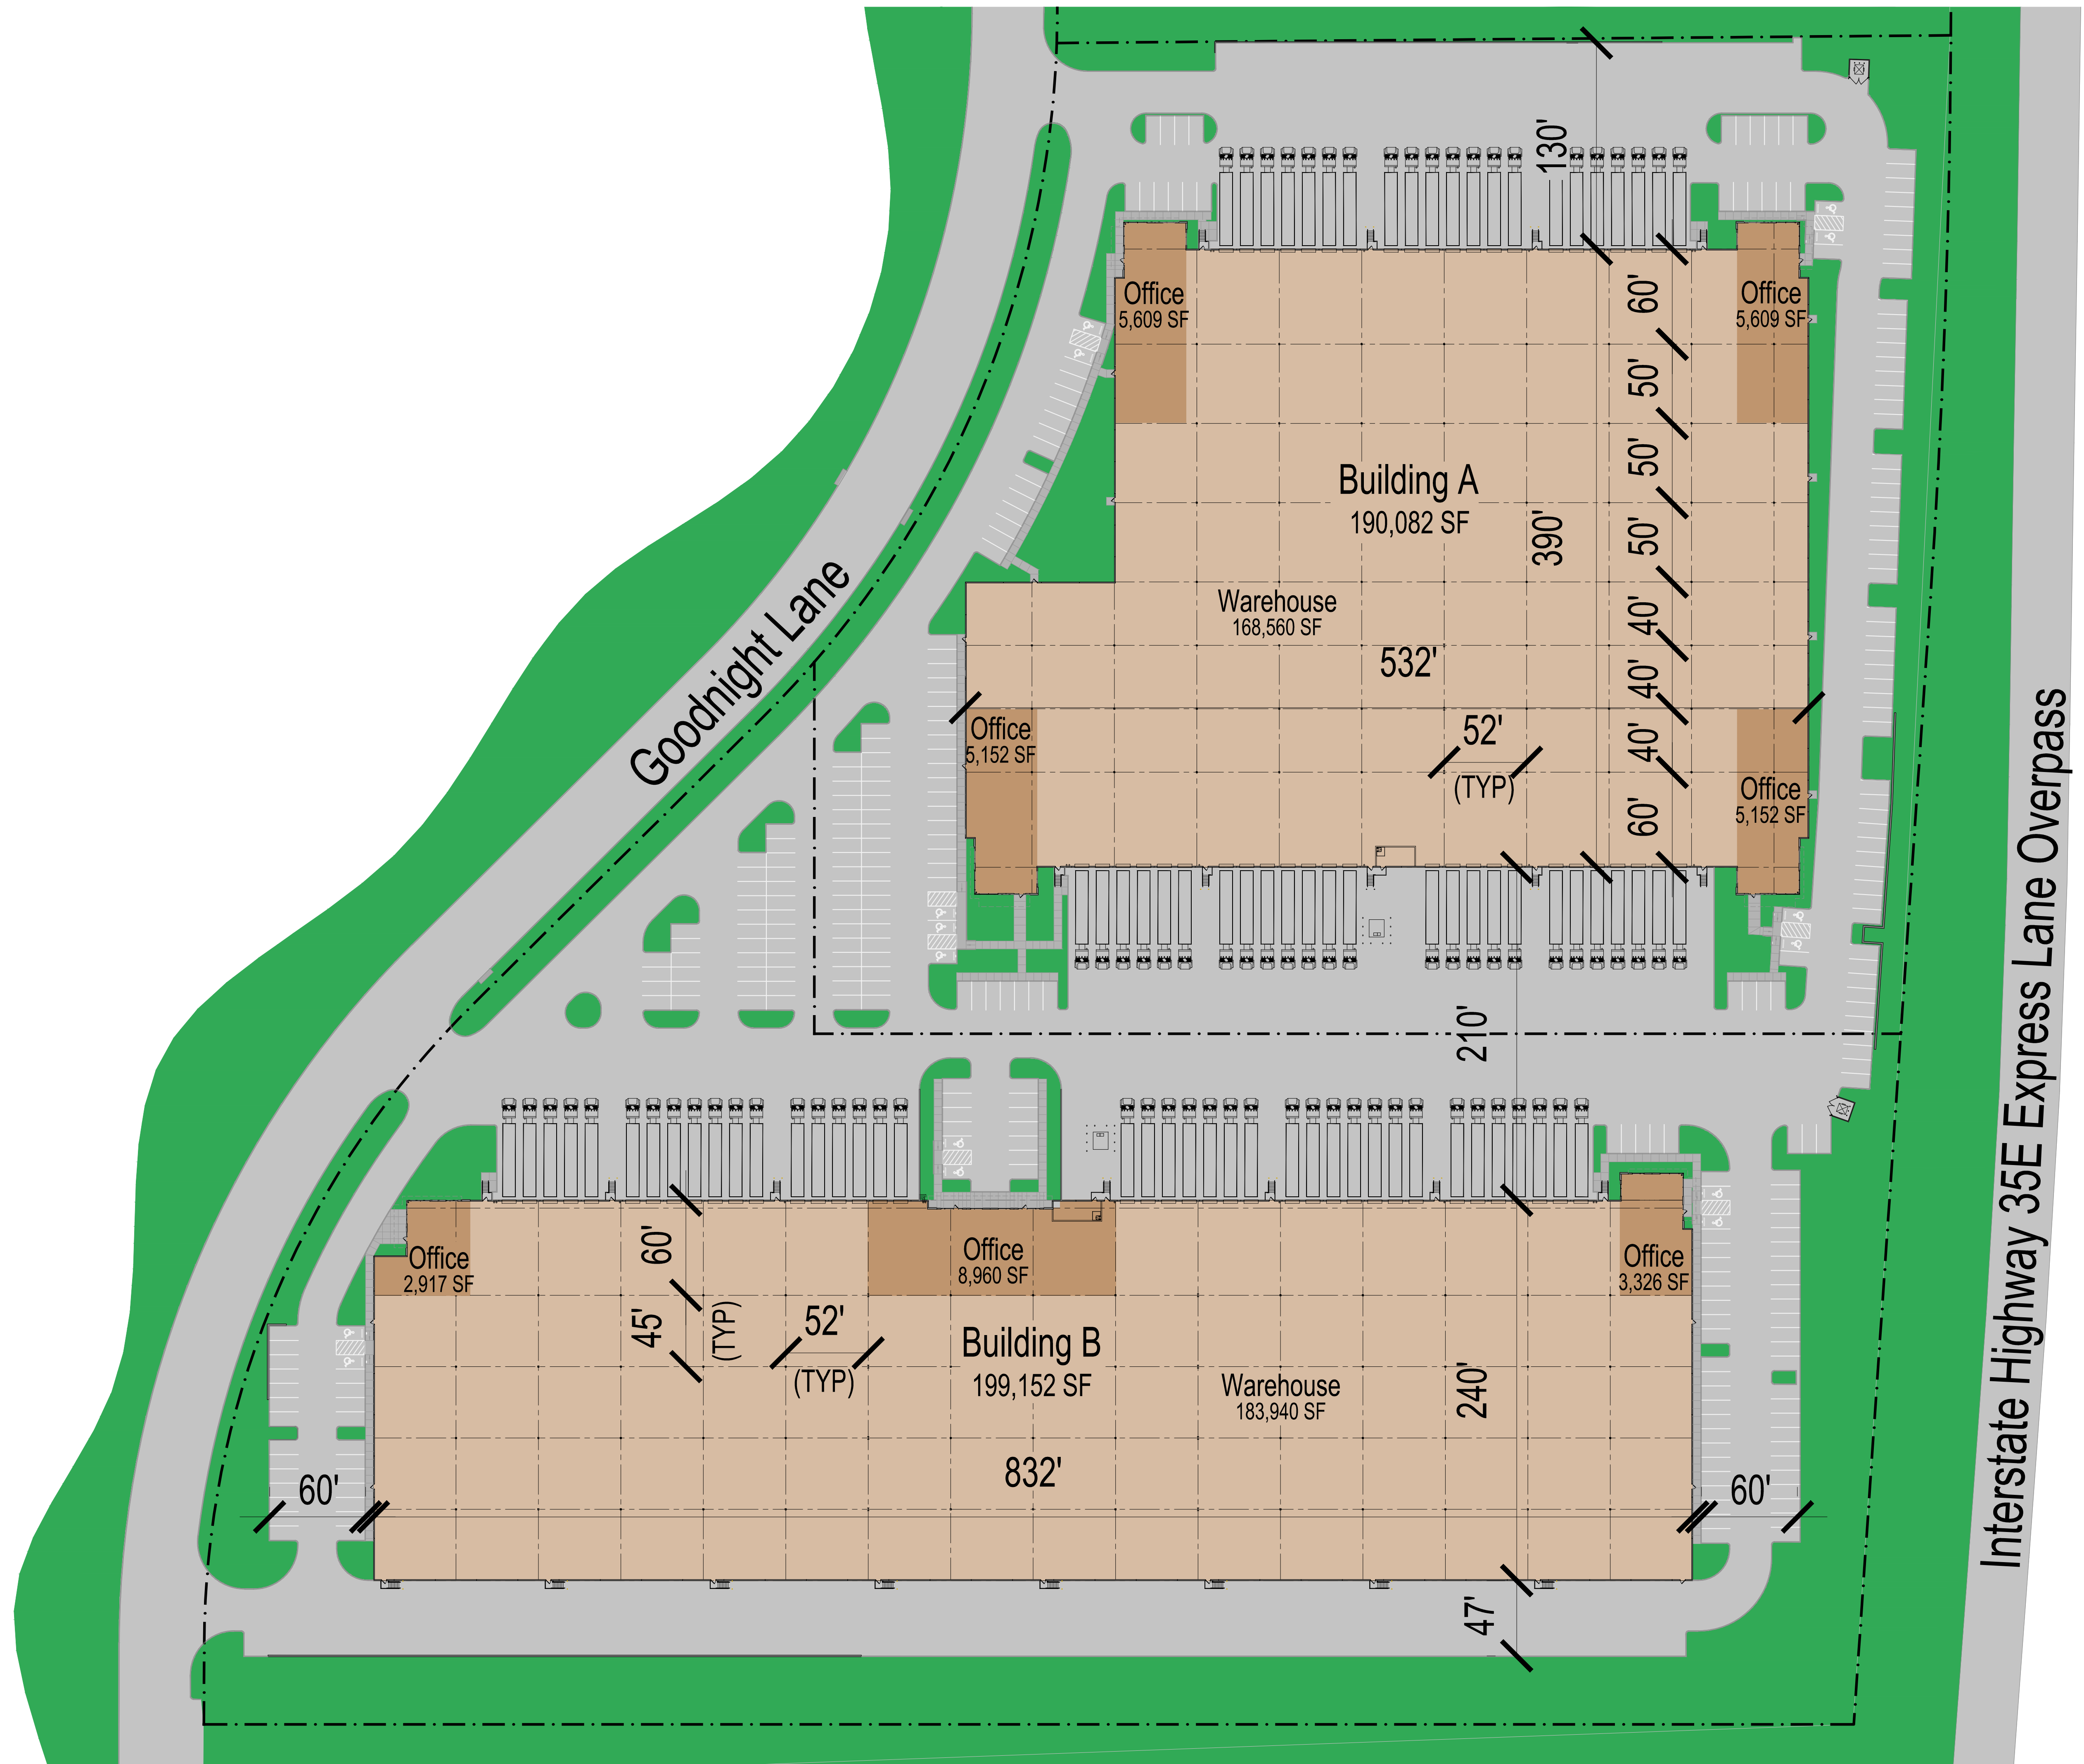 130'
60'
Office
5,609 SF
Office
5,609 SF
50'
50'
Building A
190,082 SF
390'
50'
Goodnight Lane
Warehouse
168,560 SF
40'
532'
40'
Office
5,152 SF
52'
(TYP)
40'
Office
5,152 SF
60'
Interstate Highway 35E Express Lane Overpass
210'
Office
2,917 SF
60'
Office
8,960 SF
Office
3,326 SF
45'
(TYP)
52'
(TYP)
Building B
199,152 SF
Warehouse
183,940 SF
240'
832'
60'
60'
47'